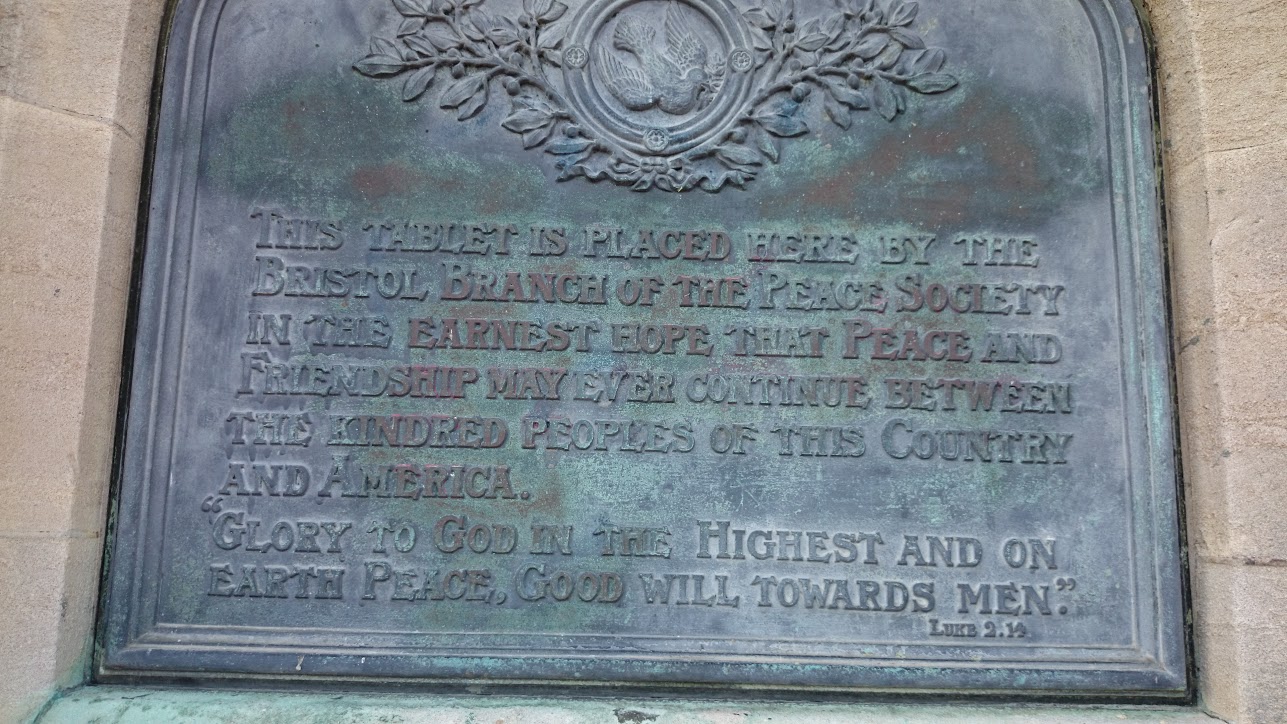 THIS TABLET IS PLACED HERE BY THE
BRISTOL BRANCH OF THE PEACE SOCIETY
IN THE EARNEST HOPE THAT PEACE AND
FRIENDSHIP MAY EVER CONTINUE BETWEEN
THE KINDRED PEOPLES OF THIS COUNTRY
AND AMERICA.
“GLORY TO GOD IN THE HIGHEST AND ON
EARTH PEACE, GOOD WILL TOWARDS MEN.”
LUKE 2.14